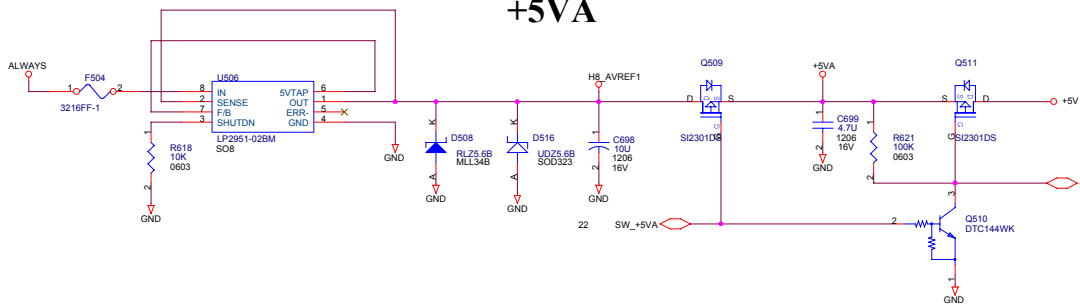 +5VA
ALWAYS
F504
1
2
3216FF-1
U506
8
IN
5VTAP
6
2
SENSE
OUT
1
7
F/B
ERR-
5
3
SHUTDN
GND
4
LP2951-02BM
SO8
1
R618
10K
0603
2
GND
GND
K
D508
RLZ5.6B
MLL34B
A
GND
K
D516
UDZ5.6B
SOD323
A
GND
H8_AVREF1
1
C698
10U
1206
16V
2
GND
Q509
D
S
S
G
G
SI2301DS
+5VA
1
C699
4.7U
1206
16V
2
GND
1
R621
100K
0603
2
Q511
S
D
S
D
G
G
SI2301DS
+5V
22
SW_+5VA
2
3
Q510
DTC144WK
1
GND